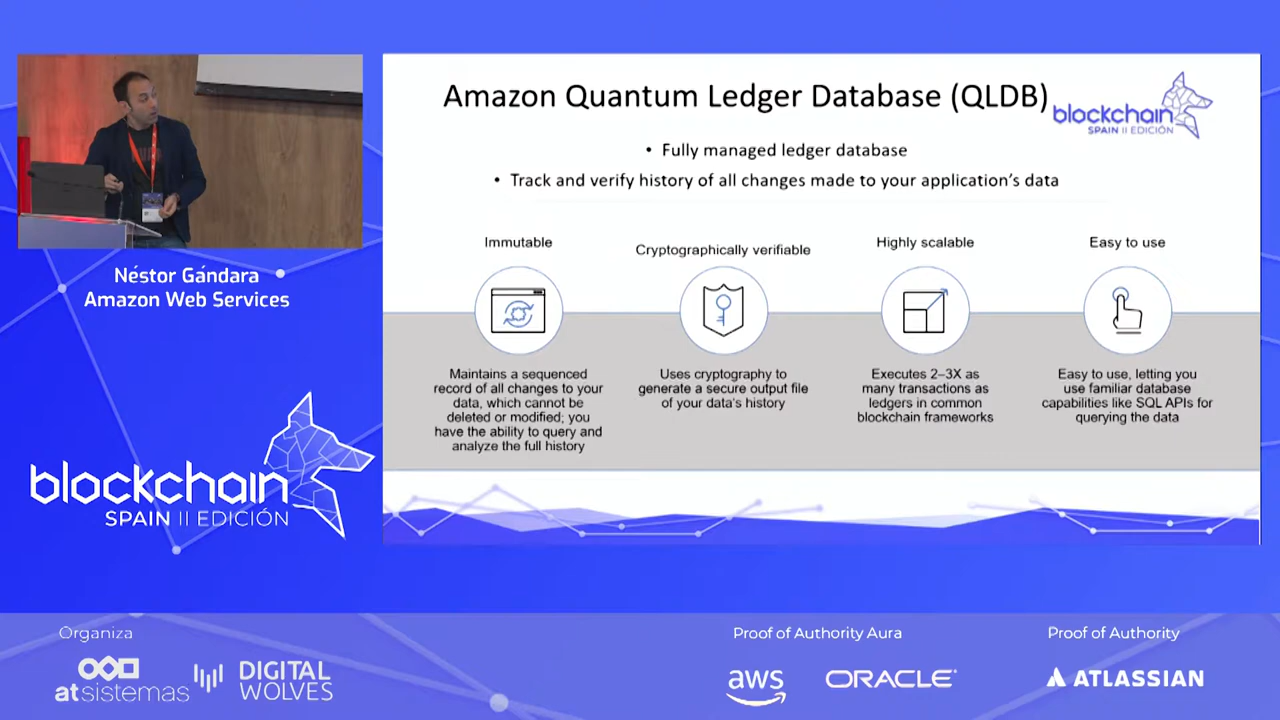 Amazon Quantum Ledger Database (QLDB)
blockchain
SPAIN II EDICIÓN
• Fully managed ledger database
• Track and verify history of all changes made to your application's data
Immutable
Maintains a sequenced
record of all changes to your
data, which cannot be
deleted or modified; you
have the ability to query and
analyze the full history
Cryptographically verifiable
Uses cryptography to
generate a secure output file
of your data's history
Highly scalable
Executes 2–3X as
many transactions as
ledgers in common
blockchain frameworks
Easy to use
Easy to use, letting you
use familiar database
capabilities like SQL APIs for
querying the data
Néstor Gándara
Amazon Web Services
blockchain
SPAIN II EDICIÓN
Organiza
atsistemas
DIGITAL
WOLVES
Proof of Authority Aura
aws
ORACLE
Proof of Authority
ATLASSIAN